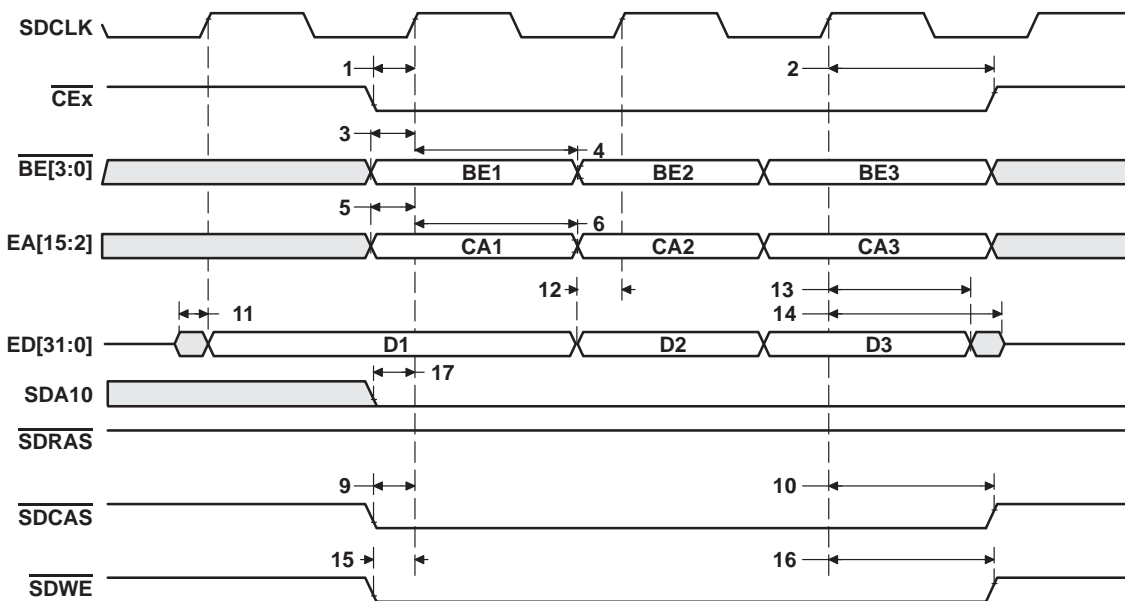 SDCLK
1
2
CEx
3
4
BE[3:0]
BE1
BE2
BE3
5
6
EA[15:2]
CA1
CA2
CA3
12
13
11
14
ED[31:0]
D1
D2
D3
17
SDA10
SDRAS
9
10
SDCAS
15
16
SDWE